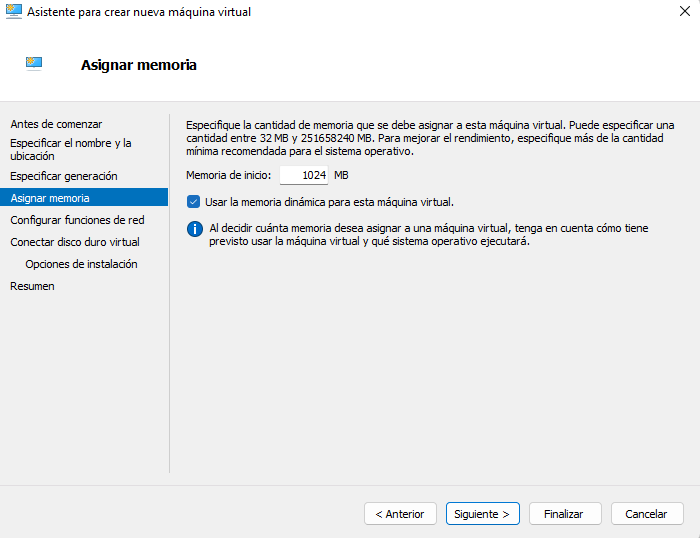 Asistente para crear nueva máquina virtual
Asignar memoria
Antes de comenzar
Especificar el nombre y la
ubicación
Especificar generación
Asignar memoria
Configurar funciones de red
Conectar disco duro virtual
Opciones de instalación
Resumen
Especifique la cantidad de memoria que se debe asignar a esta máquina virtual. Puede especificar una
cantidad entre 32 MB y 251658240 MB. Para mejorar el rendimiento, especifique más de la cantidad
mínima recomendada para el sistema operativo.
Memoria de inicio: 1024 MB
Usar la memoria dinámica para esta máquina virtual.
Al decidir cuánta memoria desea asignar a una máquina virtual, tenga en cuenta cómo tiene
previsto usar la máquina virtual y qué sistema operativo ejecutará.
< Anterior Siguiente > Finalizar Cancelar